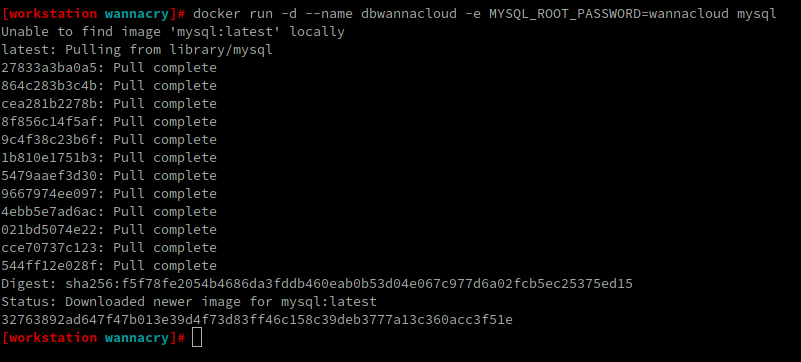 [workstation wannacry]# docker run -d --name dbwannacloud -e MYSQL_ROOT_PASSWORD=wannacloud mysql
Unable to find image 'mysql:latest' locally
latest: Pulling from library/mysql
27833a3ba0a5: Pull complete
864c283b3c4b: Pull complete
cea281b2278b: Pull complete
8f856c14f5af: Pull complete
9c4f38c23b6f: Pull complete
1b810e1751b3: Pull complete
5479aaef3d30: Pull complete
9667974ee097: Pull complete
4ebb5e7ad6ac: Pull complete
021bd5074e22: Pull complete
cce70737c123: Pull complete
544ff12e028f: Pull complete
Digest: sha256:f5f78fe2054b4686da3fddb460eab0b53d04e067c977d6a02fcb5ec25375ed15
Status: Downloaded newer image for mysql:latest
32763892ad647f47b013e39d4f73d83ff46c158c39deb3777a13c360acc3f51e
[workstation wannacry]#